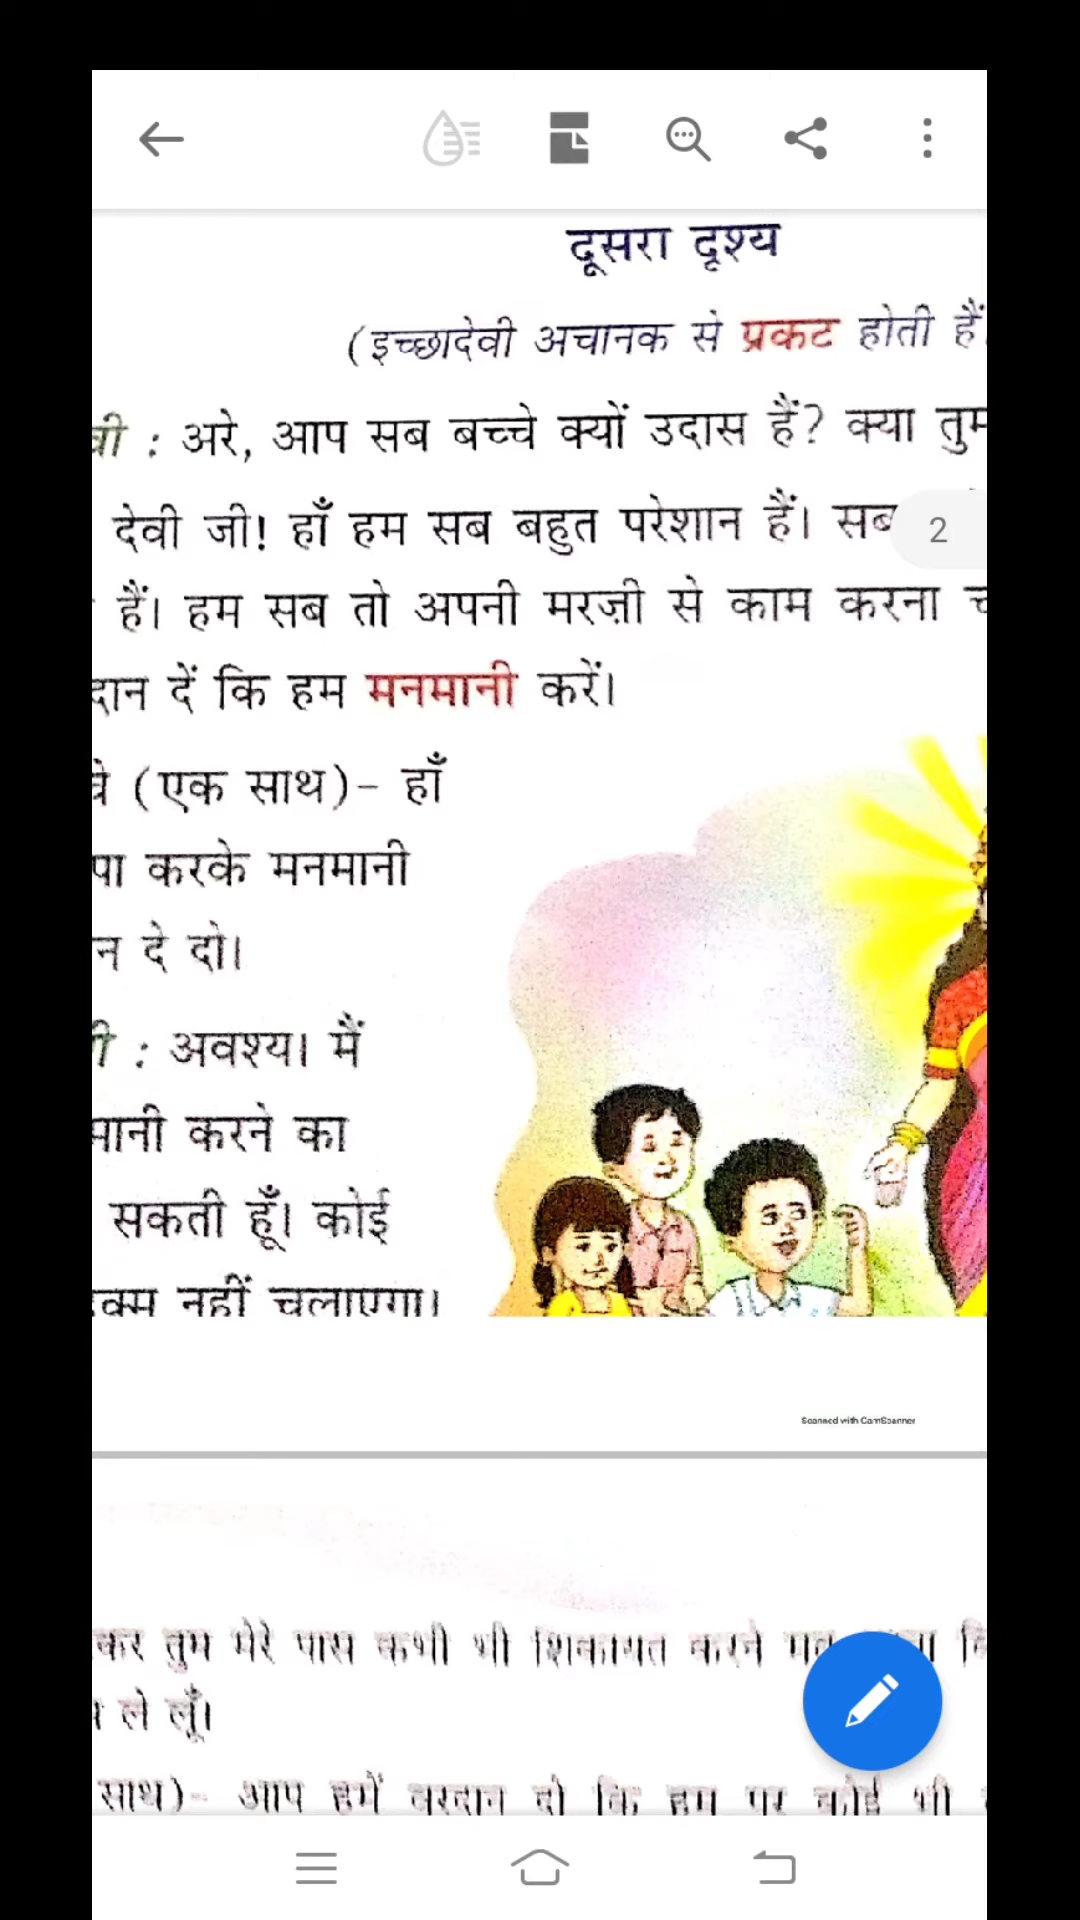 दूसरा दृश्य
(इच्छादेवी अचानक से प्रकट होती हैं
: अरे, आप सब बच्चे क्यों उदास हैं? क्या तुम
देवी जी! हाँ हम सब बहुत परेशान हैं। सब
2
हैं। हम सब तो अपनी मरज़ी से काम करना
दान दें कि हम मनमानी करें।
(एक साथ)- हाँ
पा करके मनमानी
न दे दो।
: अवश्य। मैं
मानी करने का
सकती हूँ। कोई
नहीं चलाएगा।
Scanned with CamScanner
कर तुम मेरे पास कभी भी शिकायत करने
ले लूँ।
साथ)- आप हमें वरदान दो कि हम पर कोई भी